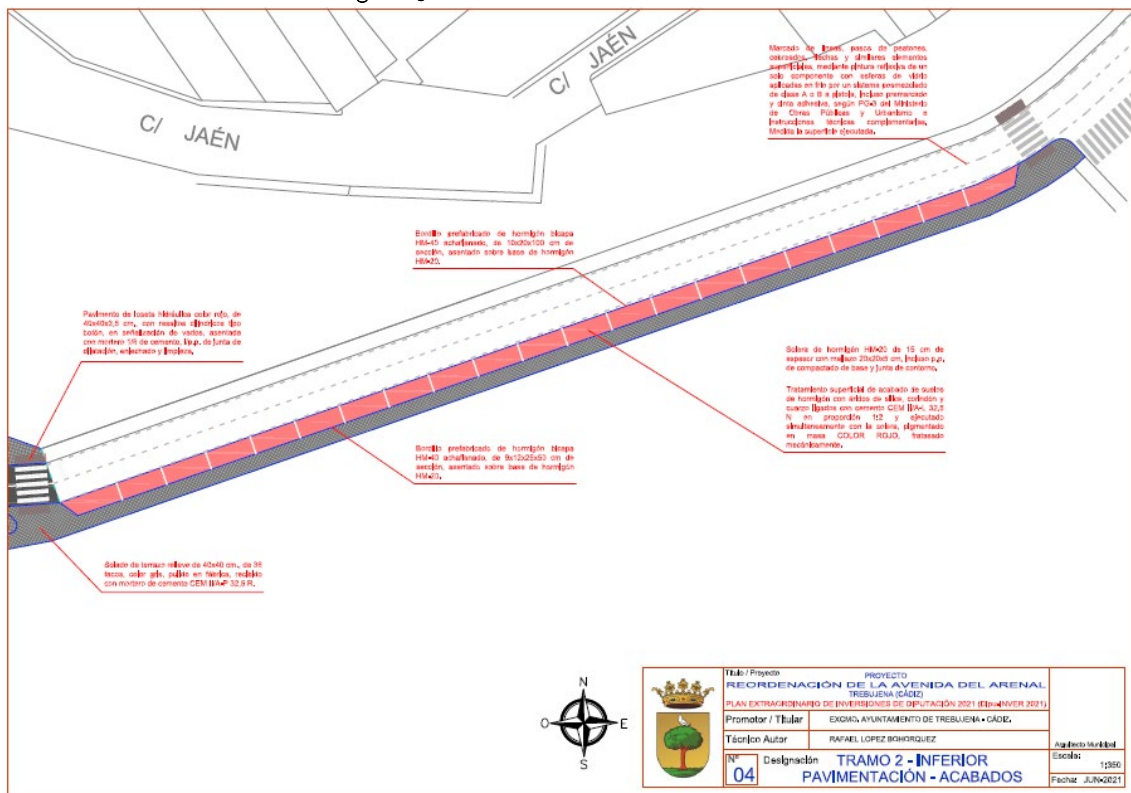 C/ JAÉN
C/ JAÉN
Marcado de líneas, pasos de peatones,
cebreados, flechas y similares elementos
superficiales, mediante pintura reflexiva de un
solo componente con esferas de vidrio
aplicadas en frío por un sistema posmezclado
de clase A o B a pistola, incluso premarcado
y cinta adhesiva, según PG-3 del Ministerio
de Obras Públicas y Urbanismo e
instrucciones técnicas complementarias.
Medida la superficie ejecutada.
Bordillo prefabricado de hormigón bicapa
HM-40 achaflanado, de 10x20x100 cm de
sección, asentado sobre base de hormigón
HM-20.
Pavimento de loseta hidráulica color rojo, de
40x40x3,5 cm., con resaltos cilíndricos tipo
botón, en señalización de vados, asentada
con mortero 1/6 de cemento, i/p.p. de junta de
dilatación, enlechado y limpieza.
Solera de hormigón HM-20 de 15 cm de
espesor con mallazo 20x20x5 cm, incluso p.p.
de compactado de base y junta de contorno.
Tratamiento superficial de acabado de suelos
de hormigón con áridos de sílice, corindón y
cuarzo ligados con cemento CEM II/A-L 32,5
N en proporción 1:2 y ejecutado
simultaneamente con la solera, pigmentado
en masa COLOR ROJO, fratasado
mecánicamente.
Bordillo prefabricado de hormigón bicapa
HM-40 achaflanado, de 9x12x25x50 cm de
sección, asentado sobre base de hormigón
HM-20.
Solado de terrazo relieve de 40x40 cm., de 36
tacos, color gris, pulido en fábrica, recibido
con mortero de cemento CEM II/A-P 32,5 R.
N
O E
S
Título / Proyecto
PROYECTO
REORDENACIÓN DE LA AVENIDA DEL ARENAL
TREBUJENA (CÁDIZ)
PLAN EXTRAORDINARIO DE INVERSIONES DE DIPUTACIÓN 2021 (Dipu-INVER 2021)
Promotor / Titular EXCMO. AYUNTAMIENTO DE TREBUJENA - CÁDIZ.
Técnico Autor RAFAEL LOPEZ BOHORQUEZ
Arquitecto Municipal
Nº 04
Designación TRAMO 2 - INFERIOR
PAVIMENTACIÓN - ACABADOS
Escala: 1:350
Fecha: JUN-2021